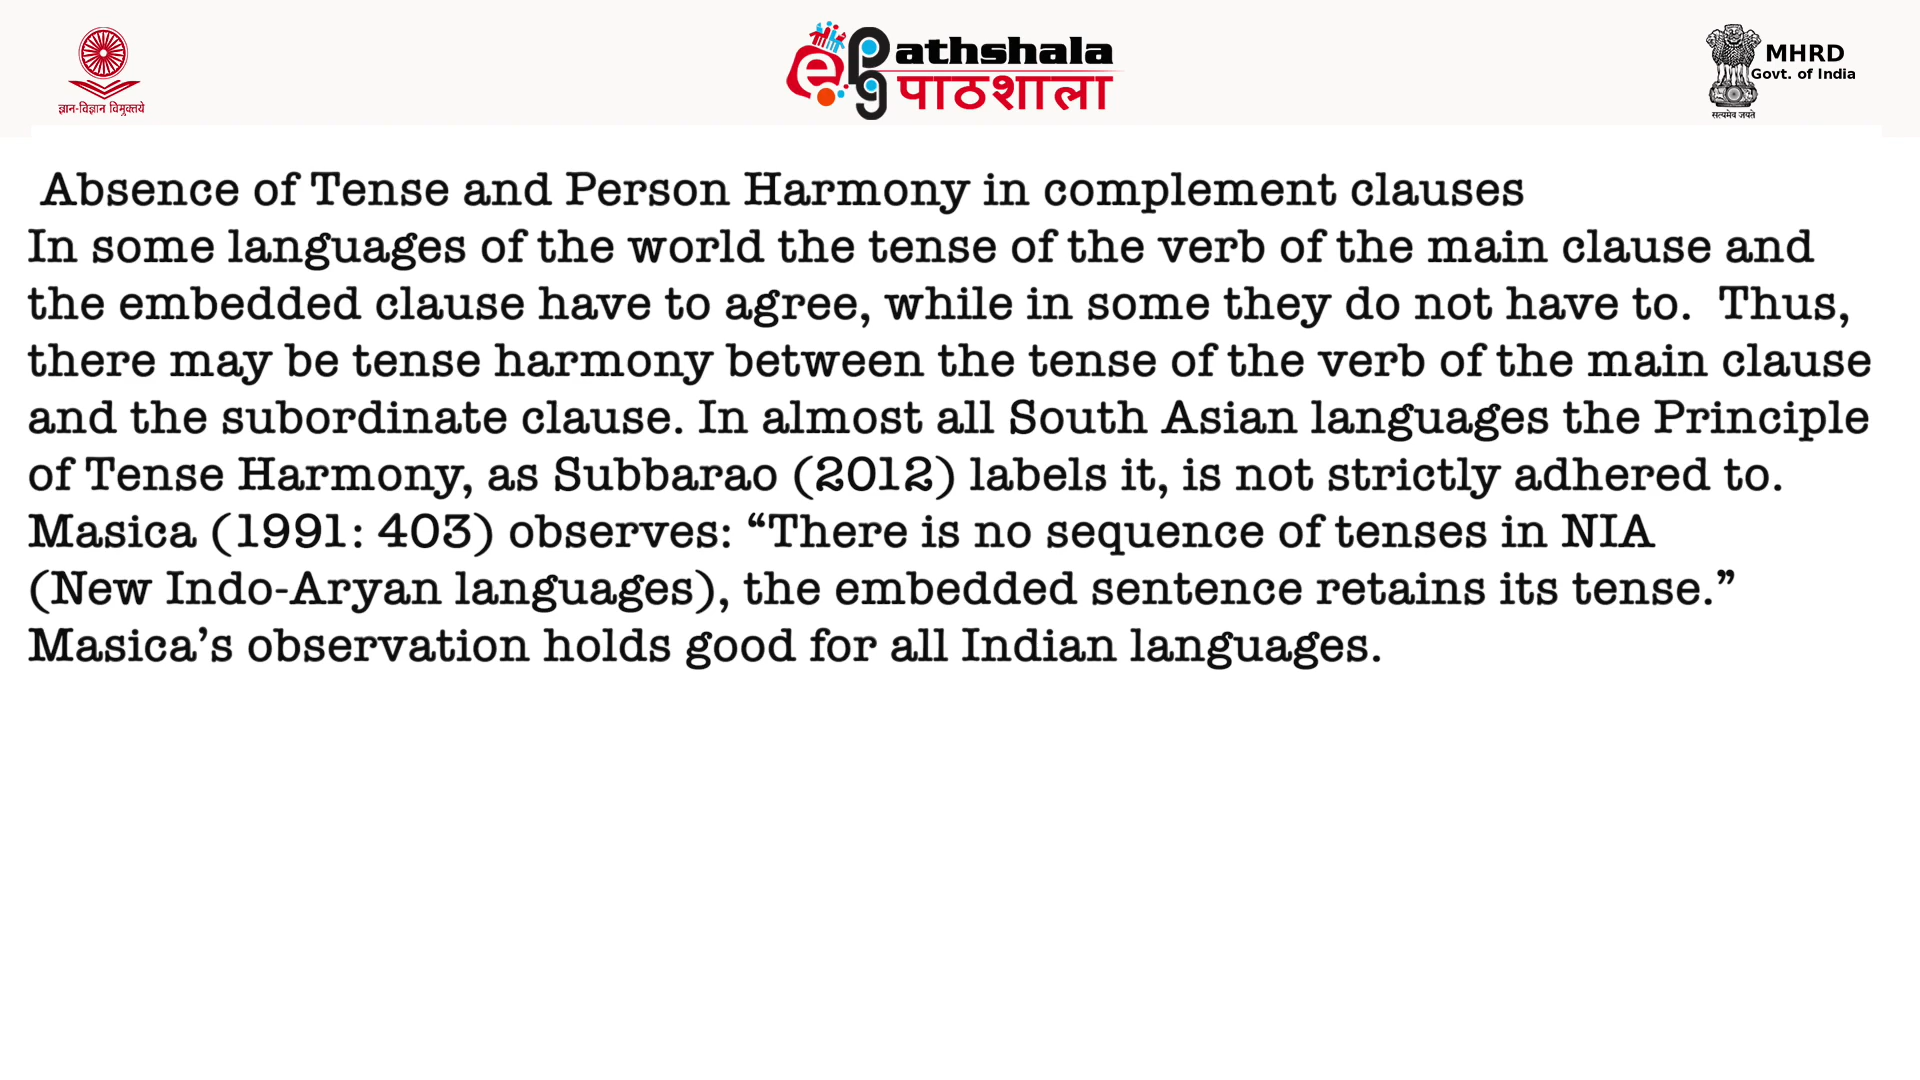 ज्ञान-विज्ञान विमुक्तये
e Pg athshala
पाठशाला
MHRD
Govt. of India
सत्यमेव जयते
Absence of Tense and Person Harmony in complement clauses
In some languages of the world the tense of the verb of the main clause and
the embedded clause have to agree, while in some they do not have to.  Thus,
there may be tense harmony between the tense of the verb of the main clause
and the subordinate clause. In almost all South Asian languages the Principle
of Tense Harmony, as Subbarao (2012) labels it, is not strictly adhered to.
Masica (1991: 403) observes: “There is no sequence of tenses in NIA
(New Indo-Aryan languages), the embedded sentence retains its tense.”
Masica’s observation holds good for all Indian languages.